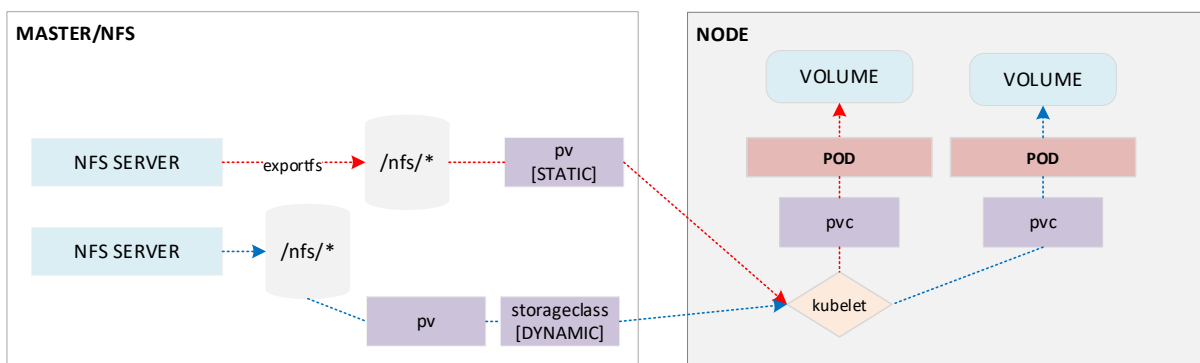 MASTER/NFS
NFS SERVER
exportfs
/nfs/*
pv
[STATIC]
NFS SERVER
/nfs/*
pv
storageclass
[DYNAMIC]
NODE
VOLUME
VOLUME
POD
POD
pvc
pvc
kubelet